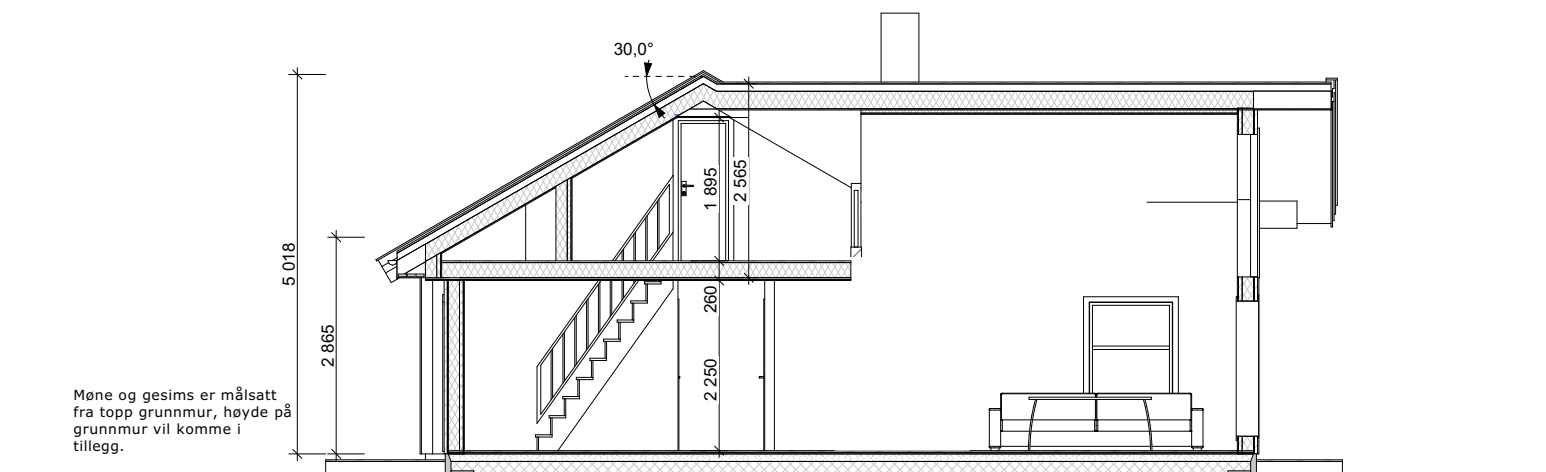 30,0°
5 018
2 865
1 895
2 565
260
2 250
Møne og gesims er målsatt
fra topp grunnmur, høyde på
grunnmur vil komme i
tillegg.